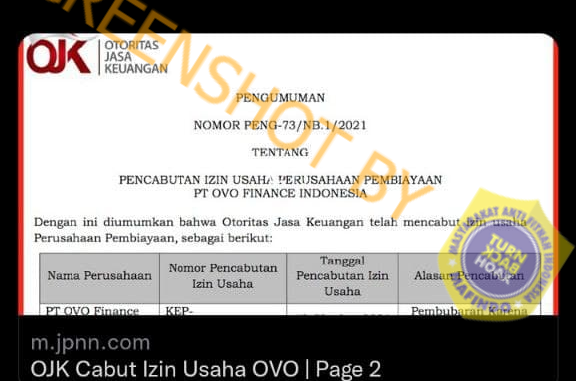 SCREENSHOT BY
OJK
OTORITAS
JASA
KEUANGAN
PENGUMUMAN
NOMOR PENG-73/NB.1/2021
TENTANG
PENCABUTAN IZIN USAHA PERUSAHAAN PEMBIAYAAN
PT OVO FINANCE INDONESIA
Dengan ini diumumkan bahwa Otoritas Jasa Keuangan telah mencabut izin usaha
Perusahaan Pembiayaan, sebagai berikut:
Nama Perusahaan
Nomor Pencabutan
Izin Usaha
Tanggal
Pencabutan Izin
Usaha
Alasan Pencabutan
PT OVO Finance
KEP-
Pembubaran Karena
MASYARAKAT ANTI FITNAH INDONESIA
TURN
BACK
HOAX
MAFINDO
m.jpnn.com
OJK Cabut Izin Usaha OVO | Page 2